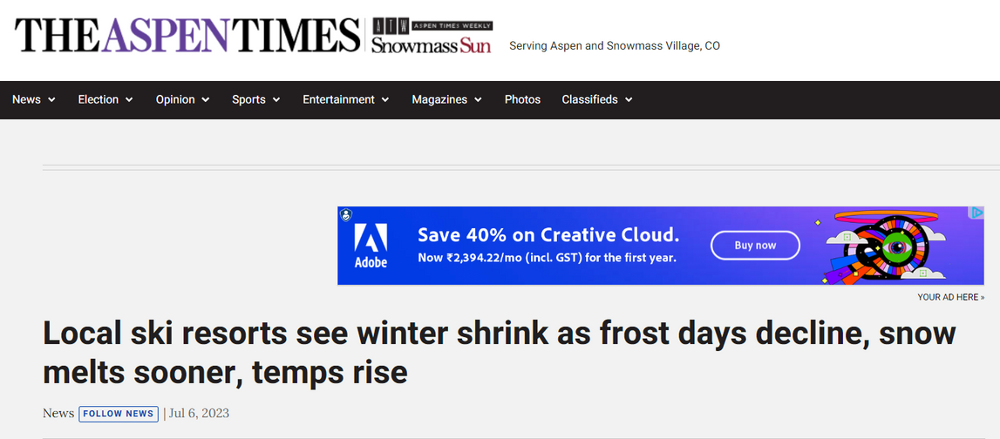 THE ASPEN TIMES
ATW ASPEN TIMES WEEKLY
Snowmass Sun
Serving Aspen and Snowmass Village, CO
News Election Opinion Sports Entertainment Magazines Photos Classifieds
Adobe
Save 40% on Creative Cloud.
Now ₹2,394.22/mo (incl. GST) for the first year.
Buy now
YOUR AD HERE »
Local ski resorts see winter shrink as frost days decline, snow
melts sooner, temps rise
News FOLLOW NEWS | Jul 6, 2023